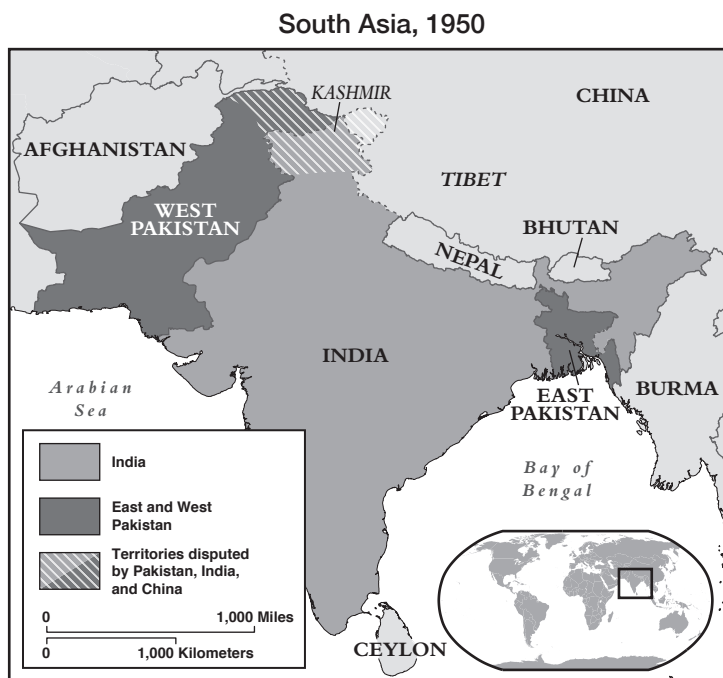 South Asia, 1950
KASHMIR
CHINA
AFGHANISTAN
TIBET
WEST
PAKISTAN
BHUTAN
NEPAL
INDIA
Arabian
Sea
EAST
PAKISTAN
BURMA
Bay of
Bengal
India
East and West
Pakistan
Territories disputed
by Pakistan, India,
and China
0 1,000 Miles
0 1,000 Kilometers
CEYLON